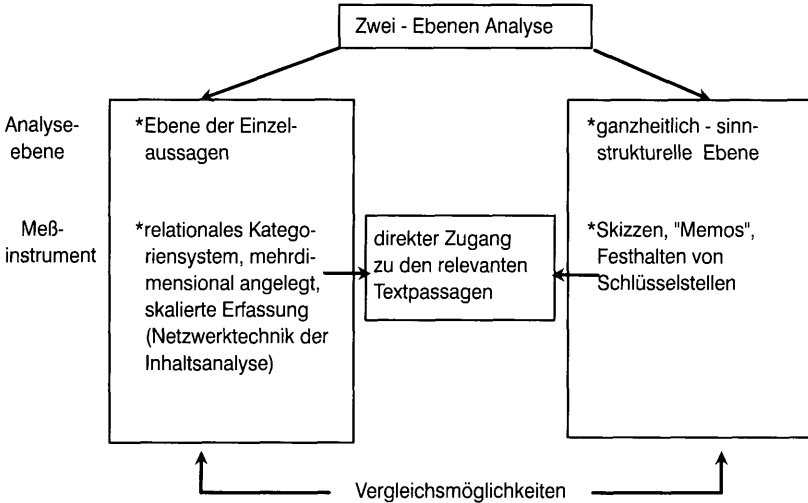 Zwei - Ebenen Analyse
Analyse-
ebene
*Ebene der Einzel-
aussagen
*ganzheitlich - sinn-
strukturelle Ebene
Meß-
instrument
*relationales Katego-
riensystem, mehrdi-
mensional angelegt,
skalierte Erfassung
(Netzwerktechnik der
Inhaltsanalyse)
direkter Zugang
zu den relevanten
Textpassagen
*Skizzen, "Memos",
Festhalten von
Schlüsselstellen
Vergleichsmöglichkeiten